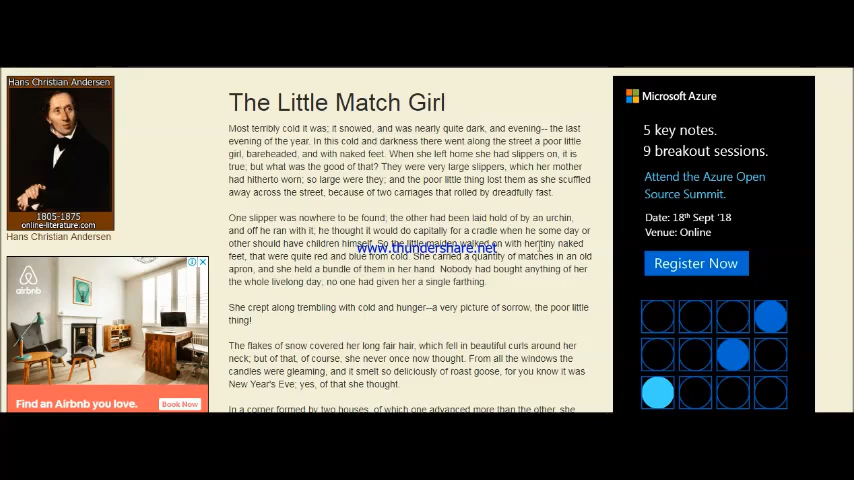 Hans Christian Andersen
1805-1875
online-literature.com
Hans Christian Andersen
airbnb
Find an Airbnb you love.
Book Now
The Little Match Girl
Most terribly cold it was; it snowed, and was nearly quite dark, and evening-- the last
evening of the year. In this cold and darkness there went along the street a poor little
girl, bareheaded, and with naked feet. When she left home she had slippers on, it is
true; but what was the good of that? They were very large slippers, which her mother
had hitherto worn; so large were they; and the poor little thing lost them as she scuffled
away across the street, because of two carriages that rolled by dreadfully fast.
One slipper was nowhere to be found; the other had been laid hold of by an urchin,
and off he ran with it; he thought it would do capitally for a cradle when he some day or
other should have children himself. So the little maiden walked on with her tiny naked
feet, that were quite red and blue from cold. She carried a quantity of matches in an old
apron, and she held a bundle of them in her hand. Nobody had bought anything of her
the whole livelong day; no one had given her a single farthing.
She crept along trembling with cold and hunger--a very picture of sorrow, the poor little
thing!
The flakes of snow covered her long fair hair, which fell in beautiful curls around her
neck; but of that, of course, she never once now thought. From all the windows the
candles were gleaming, and it smelt so deliciously of roast goose, for you know it was
New Year's Eve; yes, of that she thought.
In a corner formed by two houses, of which one advanced more than the other, she
www.thundershare.net
Microsoft Azure
5 key notes.
9 breakout sessions.
Attend the Azure Open
Source Summit.
Date: 18th Sept '18
Venue: Online
Register Now